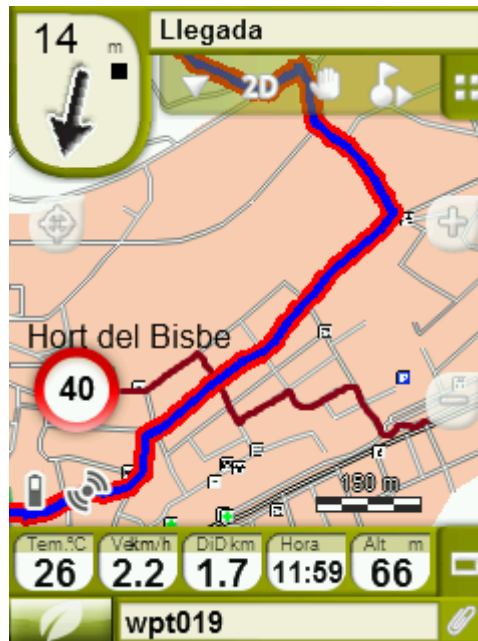 14 m
Llegada
2D
Hort del Bisbe
40
150 m
Tem.ºC
26
Vel km/h
2.2
DiD km
1.7
Hora
11:59
Alt m
66
wpt019